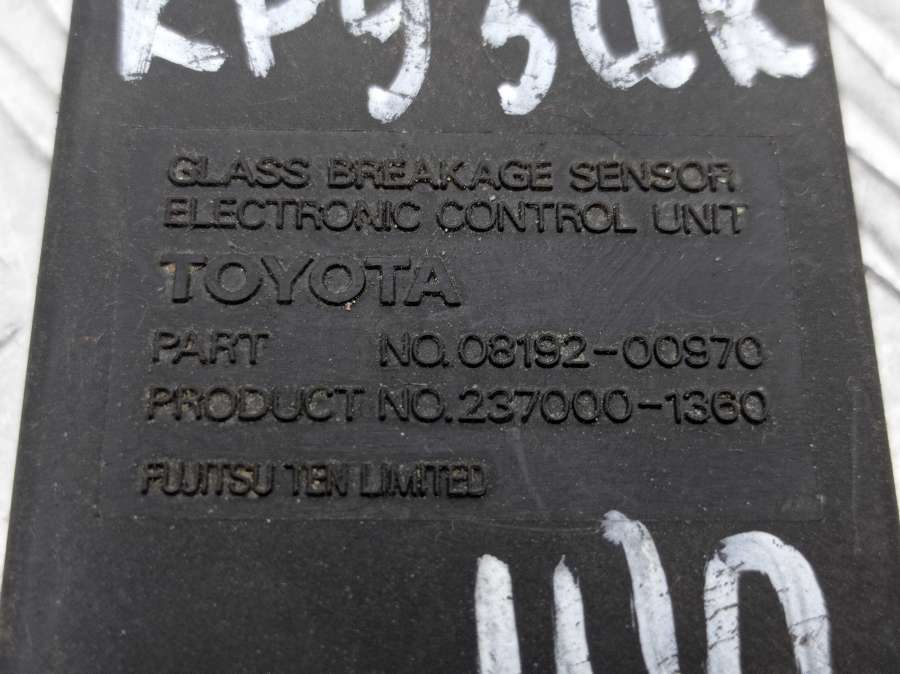 GLASS BREAKAGE SENSOR
ELECTRONIC CONTROL UNIT
TOYOTA
PART NO. 08192-00970
PRODUCT NO. 237000-1360
FUJITSU TEN LIMITED